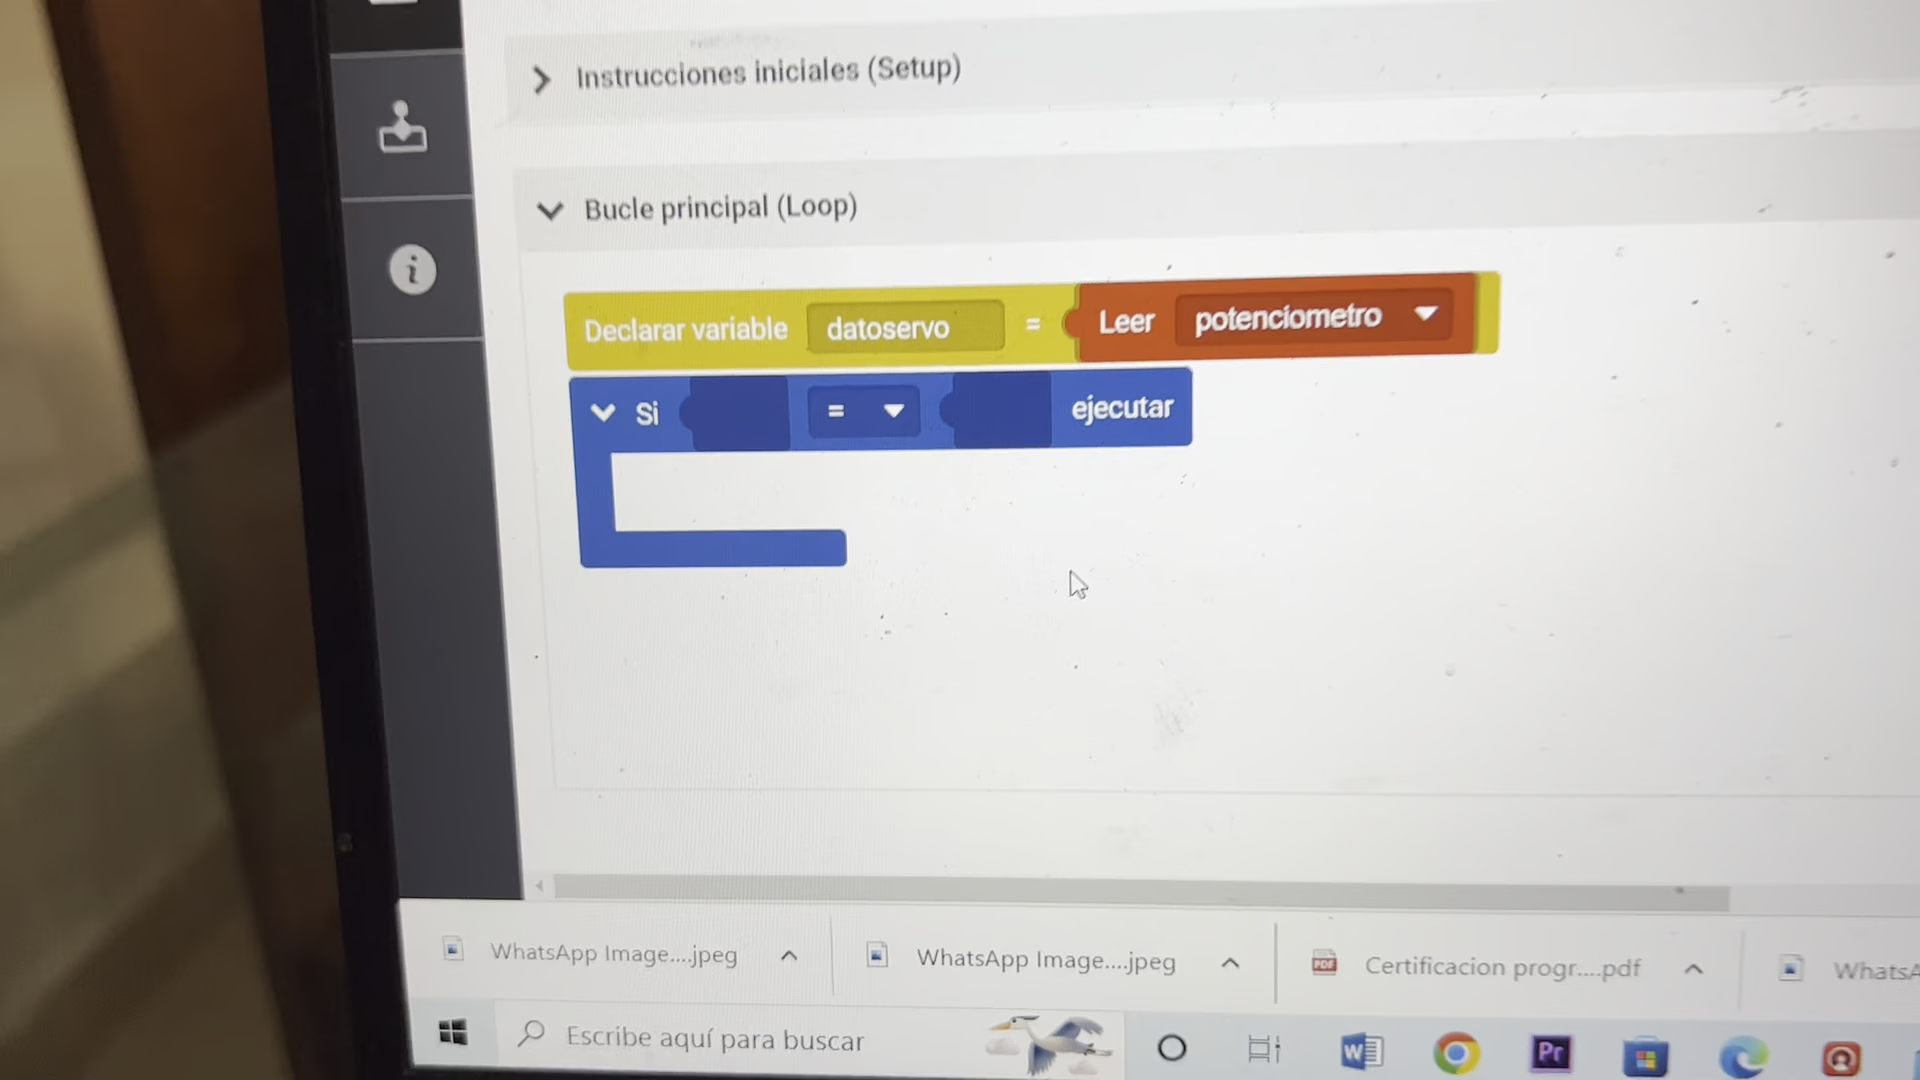 Instrucciones iniciales (Setup)
Bucle principal (Loop)
Declarar variable datoservo = Leer potenciometro
Si = ejecutar
WhatsApp Image....jpeg WhatsApp Image....jpeg Certificacion progr....pdf WhatsA
Escribe aquí para buscar